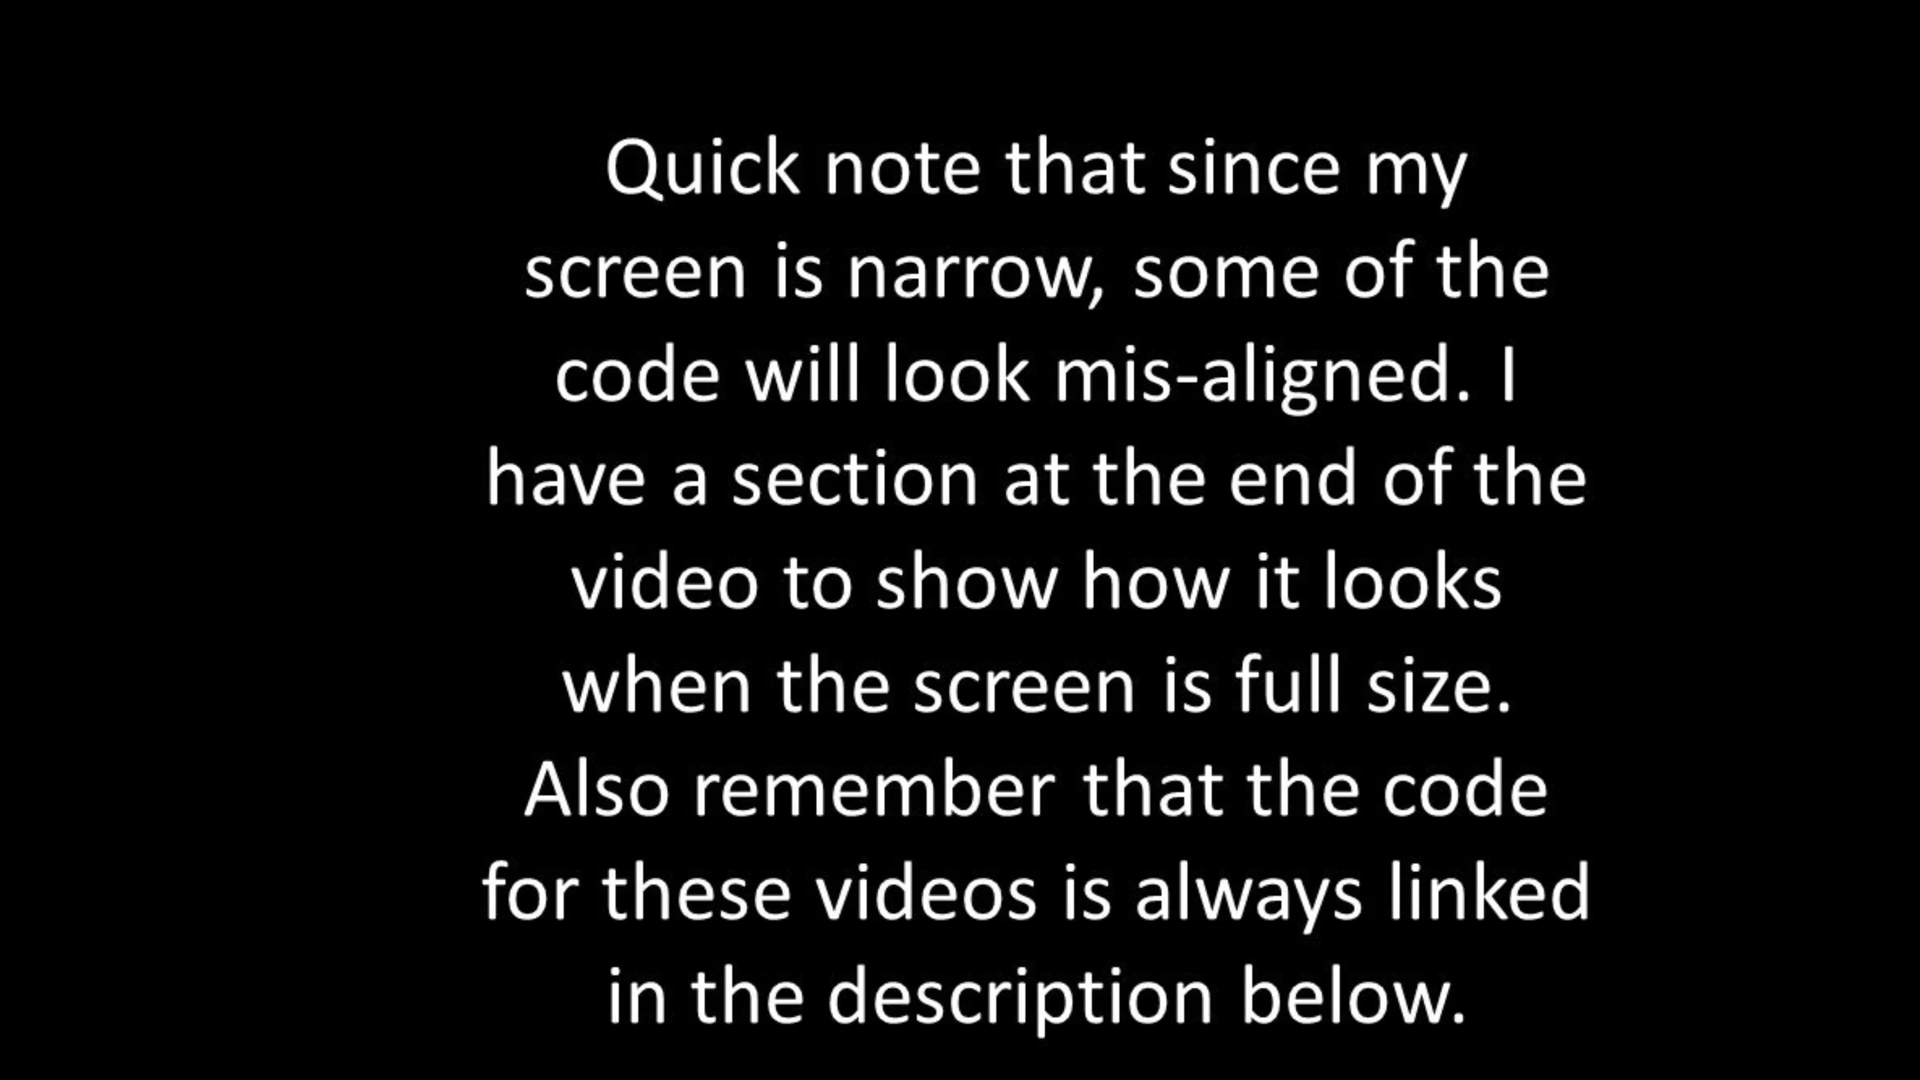 Quick note that since my
screen is narrow, some of the
code will look mis-aligned. I
have a section at the end of the
video to show how it looks
when the screen is full size.
Also remember that the code
for these videos is always linked
in the description below.